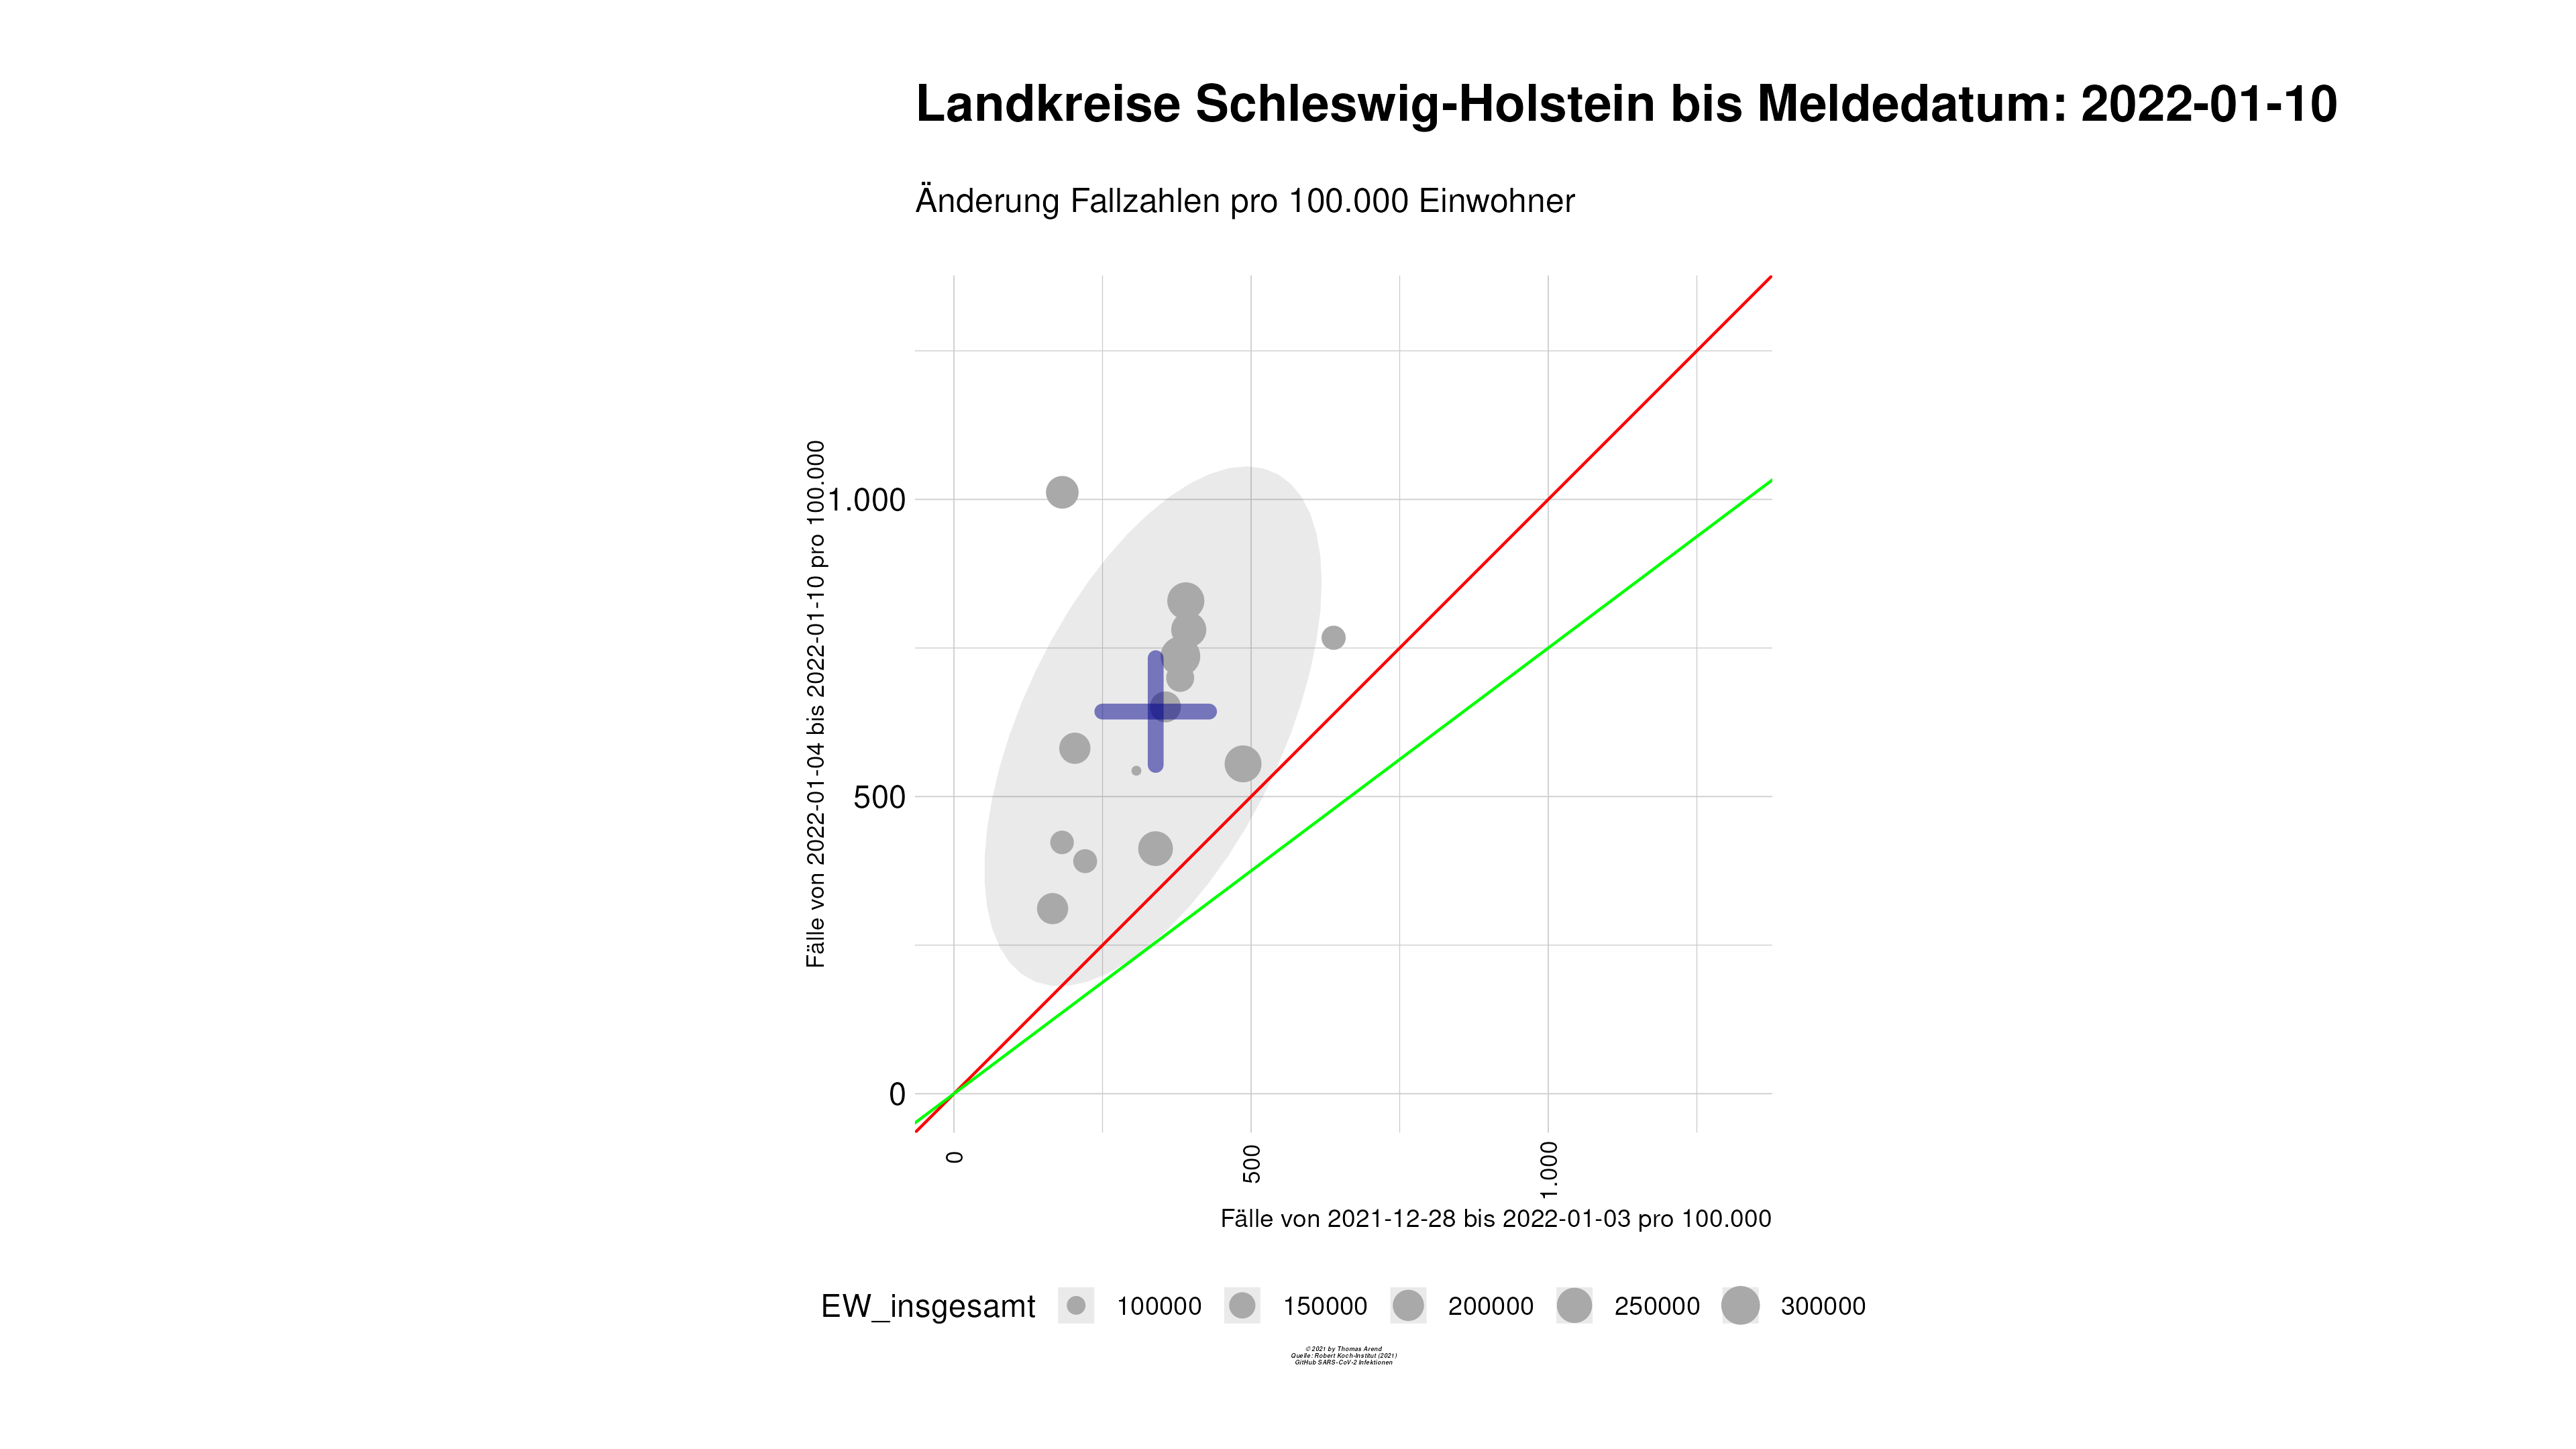 Landkreise Schleswig-Holstein bis Meldedatum: 2022-01-10
Änderung Fallzahlen pro 100.000 Einwohner
Fälle von 2022-01-04 bis 2022-01-10 pro 100.000
1.000
500
0
0
500
1.000
Fälle von 2021-12-28 bis 2022-01-03 pro 100.000
EW_insgesamt 100000 150000 200000 250000 300000
© 2021 by Thomas Arend
Quelle: Robert Koch-Institut (2021)
GitHub SARS-CoV-2 Infektionen